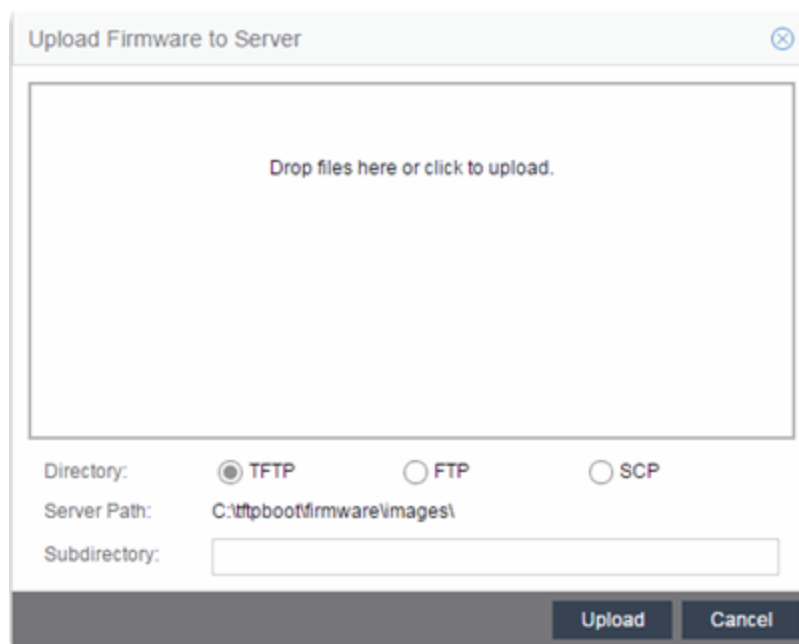 Upload Firmware to Server
Drop files here or click to upload.
Directory: TFTP FTP SCP
Server Path: C:\tftpboot\firmware\images\
Subdirectory:
Upload Cancel